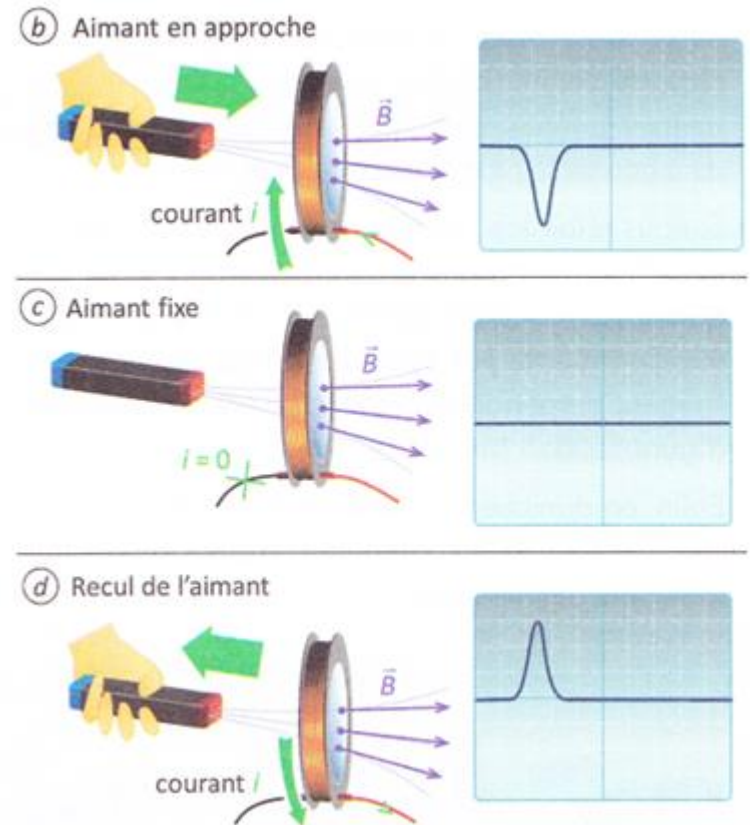 b Aimant en approche
B
courant i
c Aimant fixe
B
i = 0
d Recul de l'aimant
B
courant i